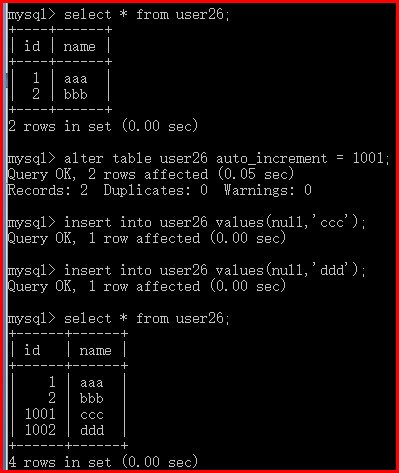 mysql> select * from user26;
+----+------+
| id | name |
+----+------+
|  1 | aaa  |
|  2 | bbb  |
+----+------+
2 rows in set (0.00 sec)
mysql> alter table user26 auto_increment = 1001;
Query OK, 2 rows affected (0.05 sec)
Records: 2  Duplicates: 0  Warnings: 0
mysql> insert into user26 values(null,'ccc');
Query OK, 1 row affected (0.00 sec)
mysql> insert into user26 values(null,'ddd');
Query OK, 1 row affected (0.00 sec)
mysql> select * from user26;
+------+------+
| id   | name |
+------+------+
|    1 | aaa  |
|    2 | bbb  |
| 1001 | ccc  |
| 1002 | ddd  |
+------+------+
4 rows in set (0.00 sec)